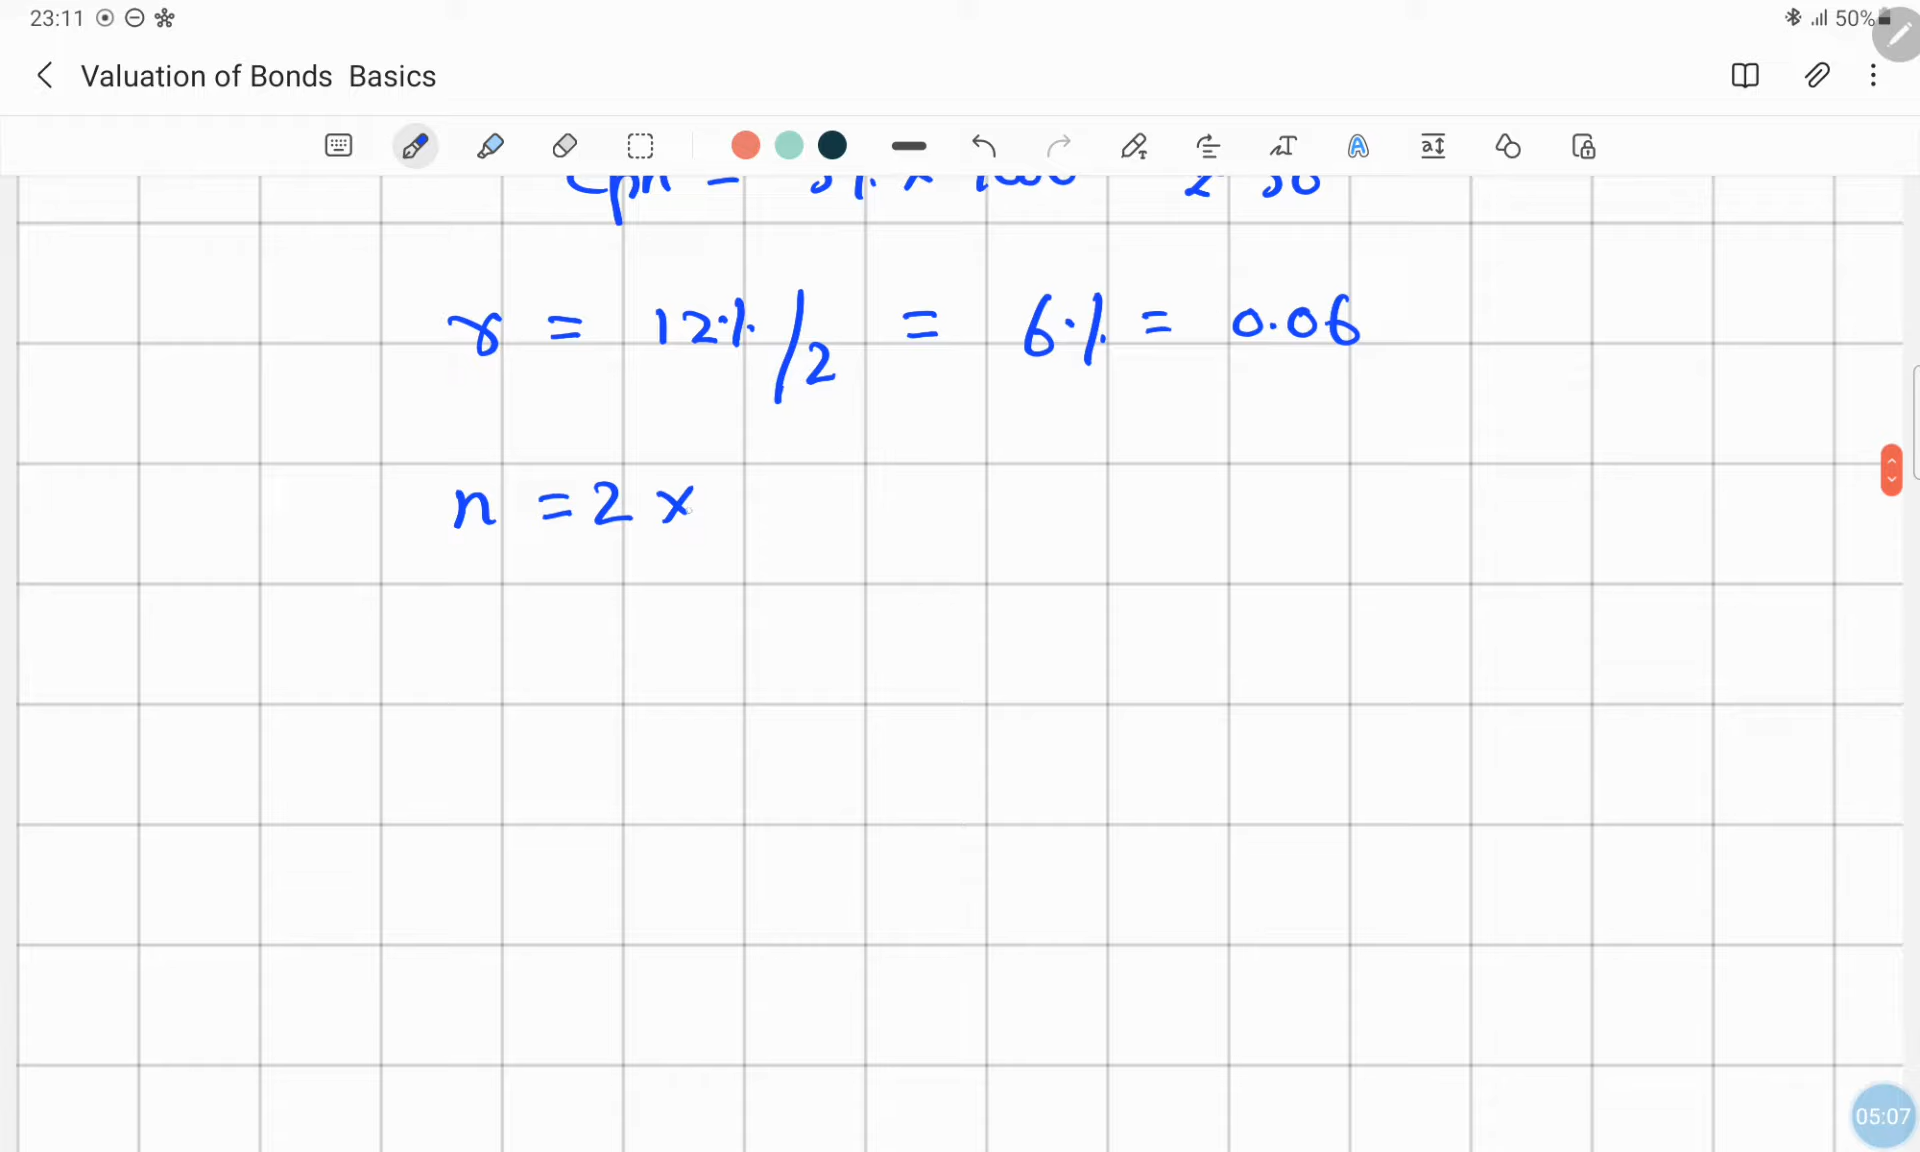 23:11 50%
Valuation of Bonds Basics
r = 12% / 2 = 6% = 0.06
n = 2 x
05:07